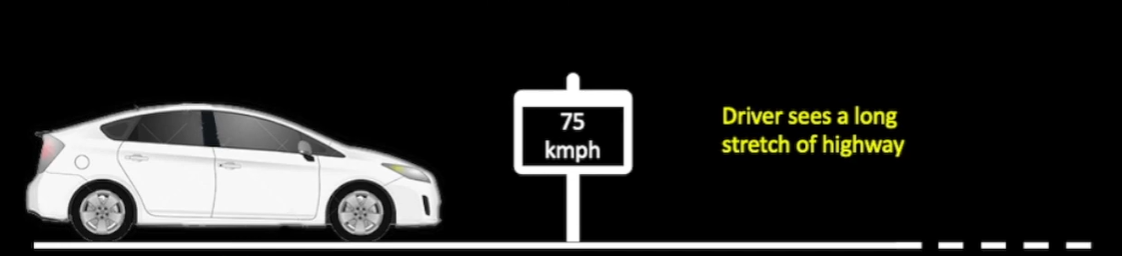 75
kmph
Driver sees a long
stretch of highway